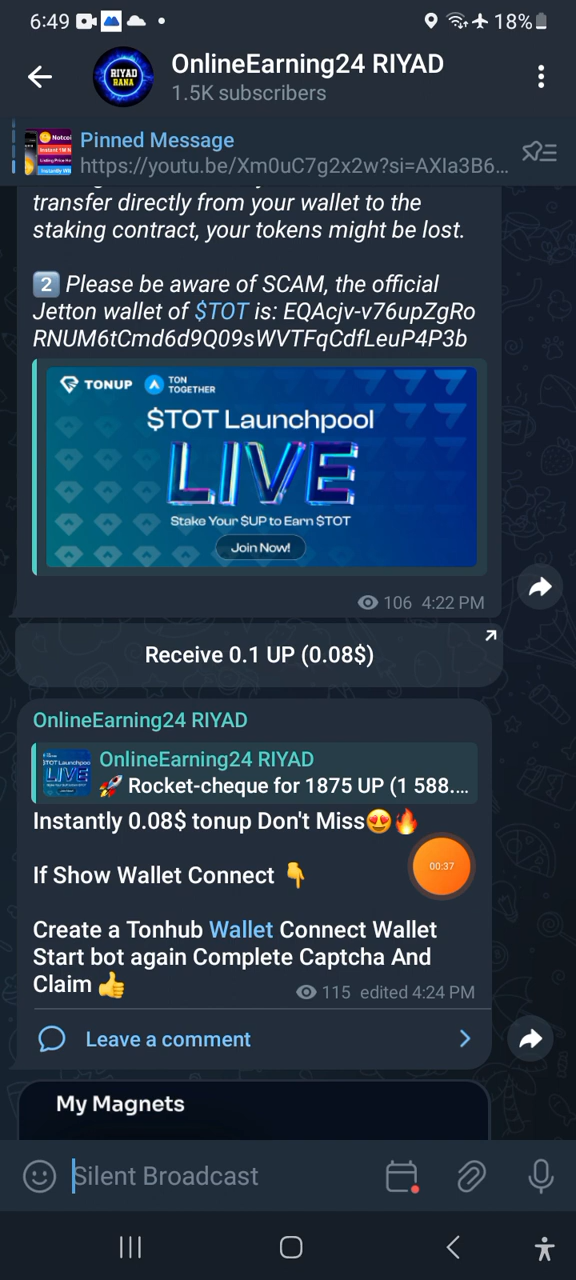 6:49
18%
RIYAD
RANA
OnlineEarning24 RIYAD
1.5K subscribers
Pinned Message
https://youtu.be/Xm0uC7g2x2w?si=AXIa3B6...
transfer directly from your wallet to the
staking contract, your tokens might be lost.
2️⃣ Please be aware of SCAM, the official
Jetton wallet of $TOT is: EQAcjv-v76upZgRo
RNUM6tCmd6d9Q09sWVTFqCdfLeuP4P3b
TONUP
TON
TOGETHER
$TOT Launchpool
LIVE
Stake Your $UP to Earn $TOT
Join Now!
106 4:22 PM
Receive 0.1 UP (0.08$)
OnlineEarning24 RIYAD
OnlineEarning24 RIYAD
🚀 Rocket-cheque for 1875 UP (1 588....
Instantly 0.08$ tonup Don't Miss😍🔥
00:37
If Show Wallet Connect 👇
Create a Tonhub Wallet Connect Wallet
Start bot again Complete Captcha And
Claim 👍
115 edited 4:24 PM
Leave a comment
My Magnets
Silent Broadcast